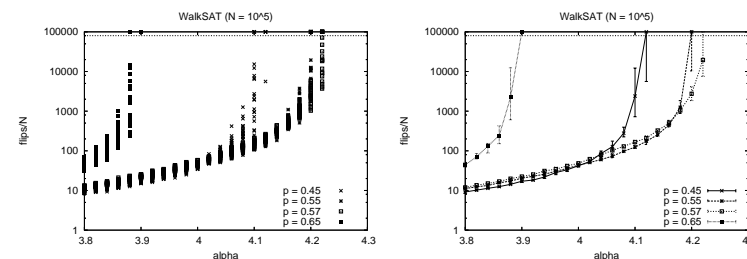 WalkSAT (N = 10^5)
100000
10000
1000
100
10
1
flips/N
p = 0.45
p = 0.55
p = 0.57
p = 0.65
3.8 3.9 4 4.1 4.2 4.3
alpha
WalkSAT (N = 10^5)
100000
10000
1000
100
10
1
flips/N
p = 0.45
p = 0.55
p = 0.57
p = 0.65
3.8 3.9 4 4.1 4.2
alpha